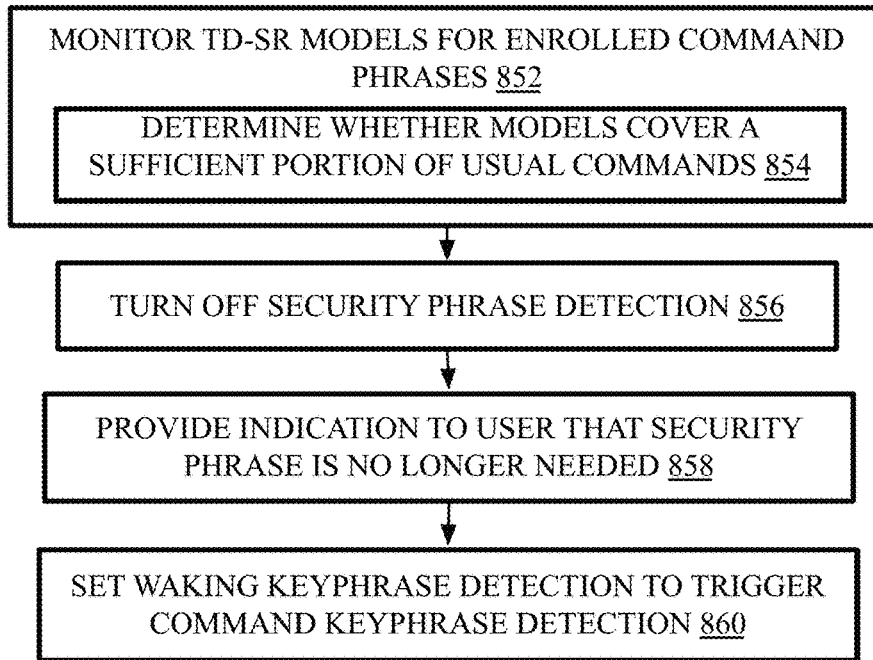 MONITOR TD-SR MODELS FOR ENROLLED COMMAND
PHRASES 852
DETERMINE WHETHER MODELS COVER A
SUFFICIENT PORTION OF USUAL COMMANDS 854
TURN OFF SECURITY PHRASE DETECTION 856
PROVIDE INDICATION TO USER THAT SECURITY
PHRASE IS NO LONGER NEEDED 858
SET WAKING KEYPHRASE DETECTION TO TRIGGER
COMMAND KEYPHRASE DETECTION 860